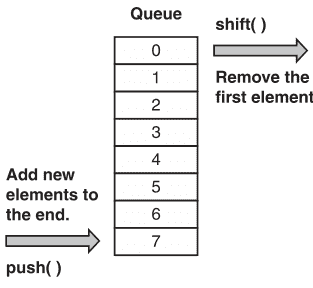 Queue
shift( )
Remove the
first element
0
1
2
3
4
5
6
7
Add new
elements to
the end.
push( )